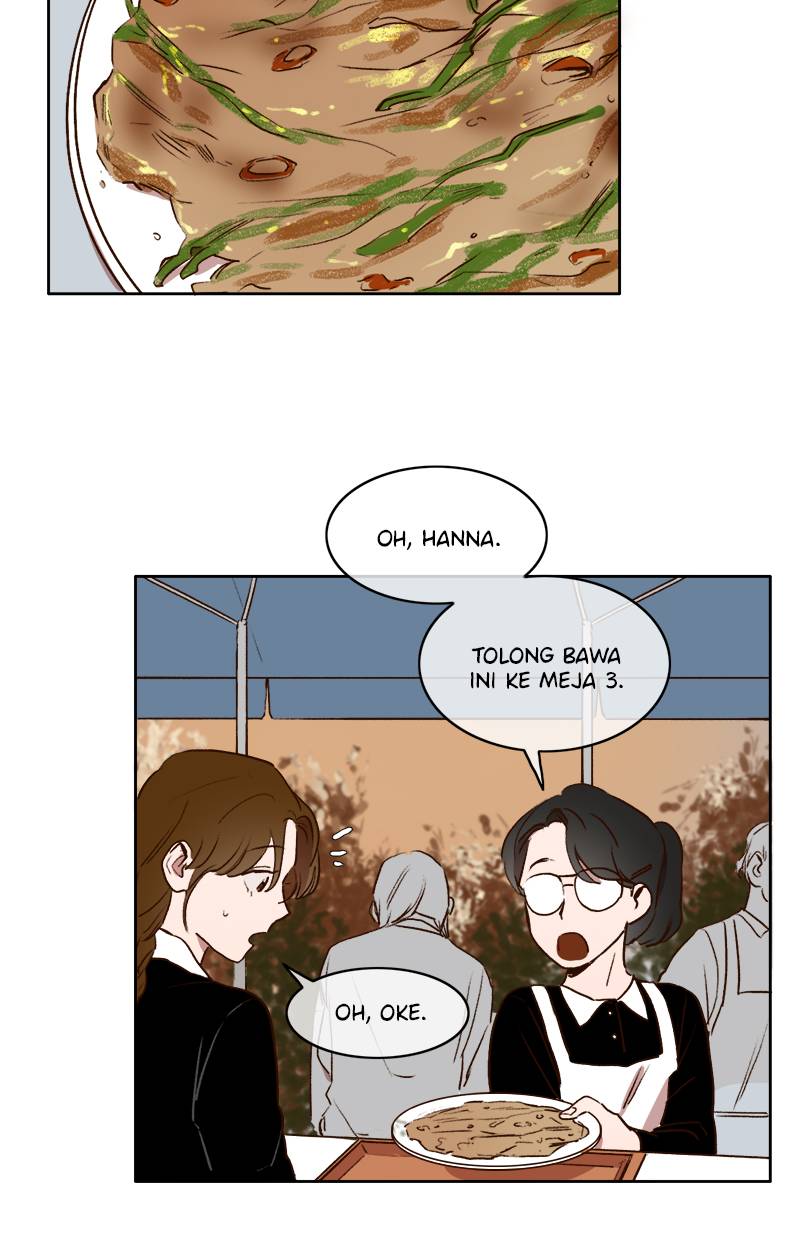 OH, HANNA.
TOLONG BAWA
INI KE MEJA 3.
OH, OKE.